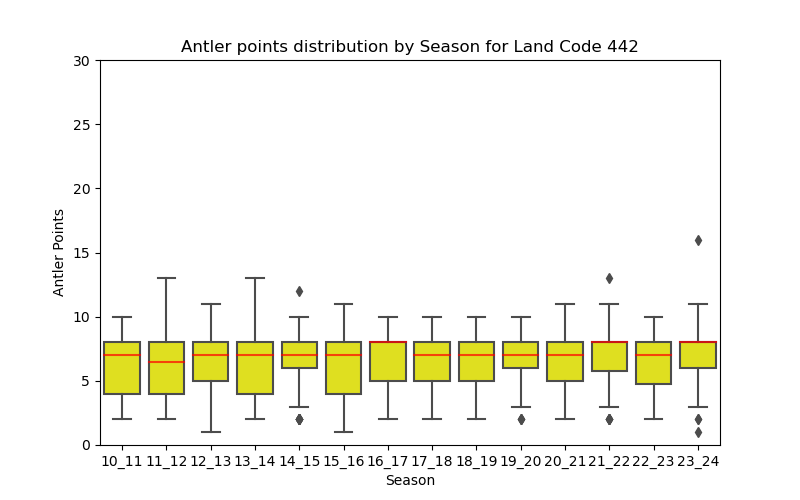 Antler points distribution by Season for Land Code 442
30
25
20
15
10
5
0
Antler Points
10_11 11_12 12_13 13_14 14_15 15_16 16_17 17_18 18_19 19_20 20_21 21_22 22_23 23_24
Season